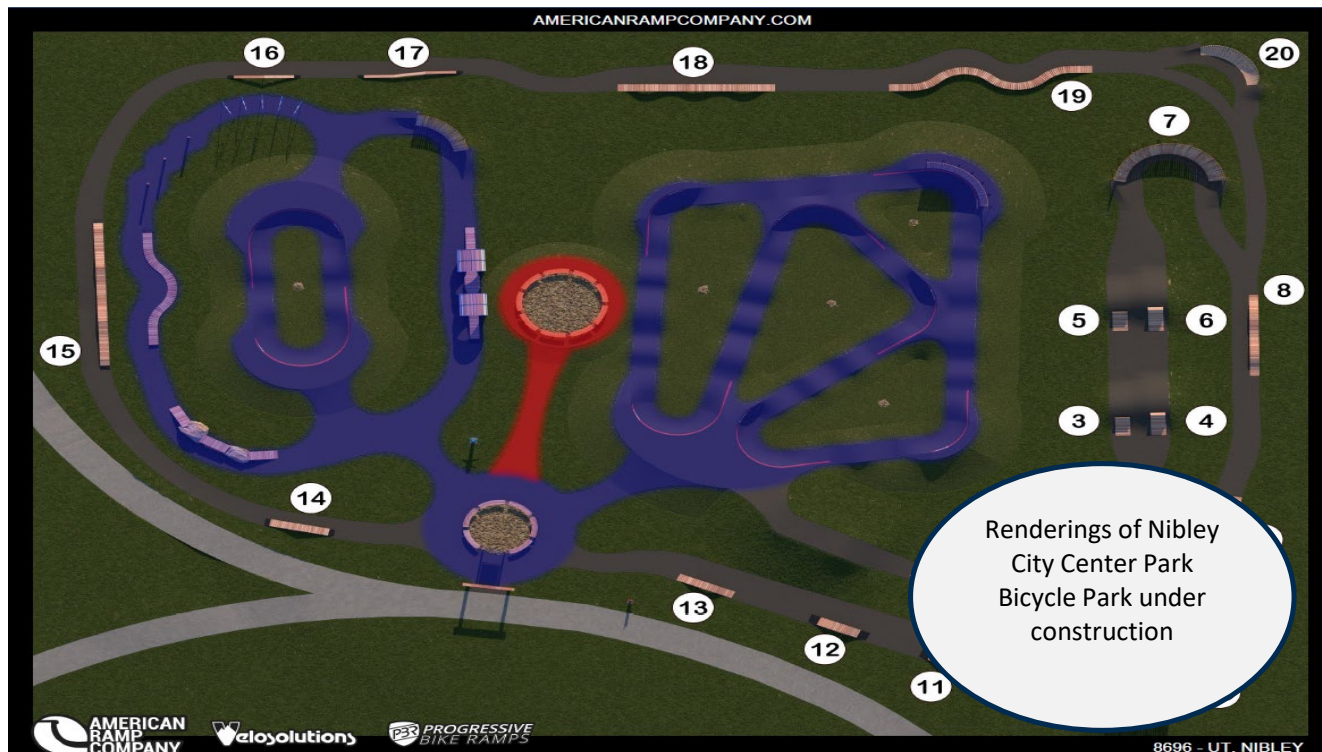 AMERICANRAMPCOMPANY.COM
16
17
18
20
19
7
8
5
6
15
3
4
14
Renderings of Nibley
City Center Park
Bicycle Park under
construction
13
12
11
AMERICAN
RAMP
COMPANY
Velosolutions
PBR PROGRESSIVE
BIKE RAMPS
8696 - UT, NIBLEY